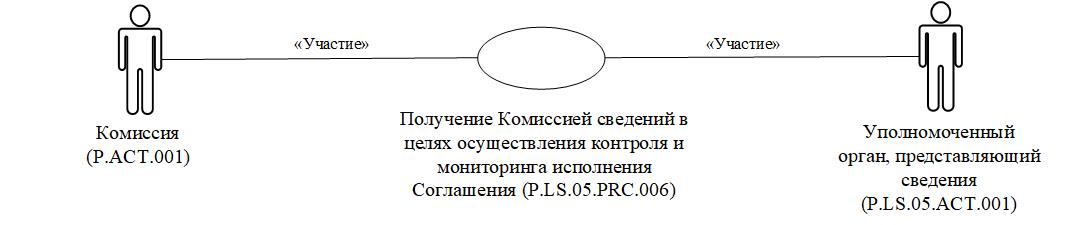 «Участие»
«Участие»
Комиссия
(P.ACT.001)
Получение Комиссией сведений в
целях осуществления контроля и
мониторинга исполнения
Соглашения (P.LS.05.PRC.006)
Уполномоченный
орган, представляющий
сведения
(P.LS.05.ACT.001)